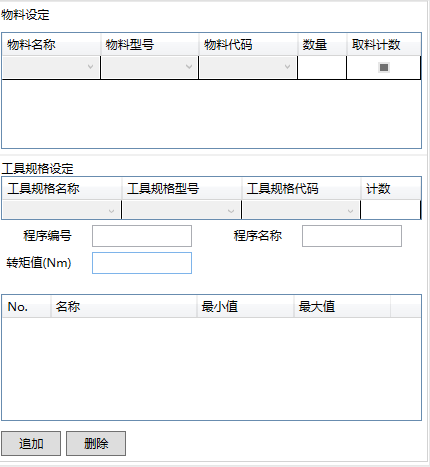 物料设定
物料名称 物料型号 物料代码 数量 取料计数
工具规格设定
工具规格名称 工具规格型号 工具规格代码 计数
程序编号 程序名称
转矩值(Nm)
No. 名称 最小值 最大值
追加 删除